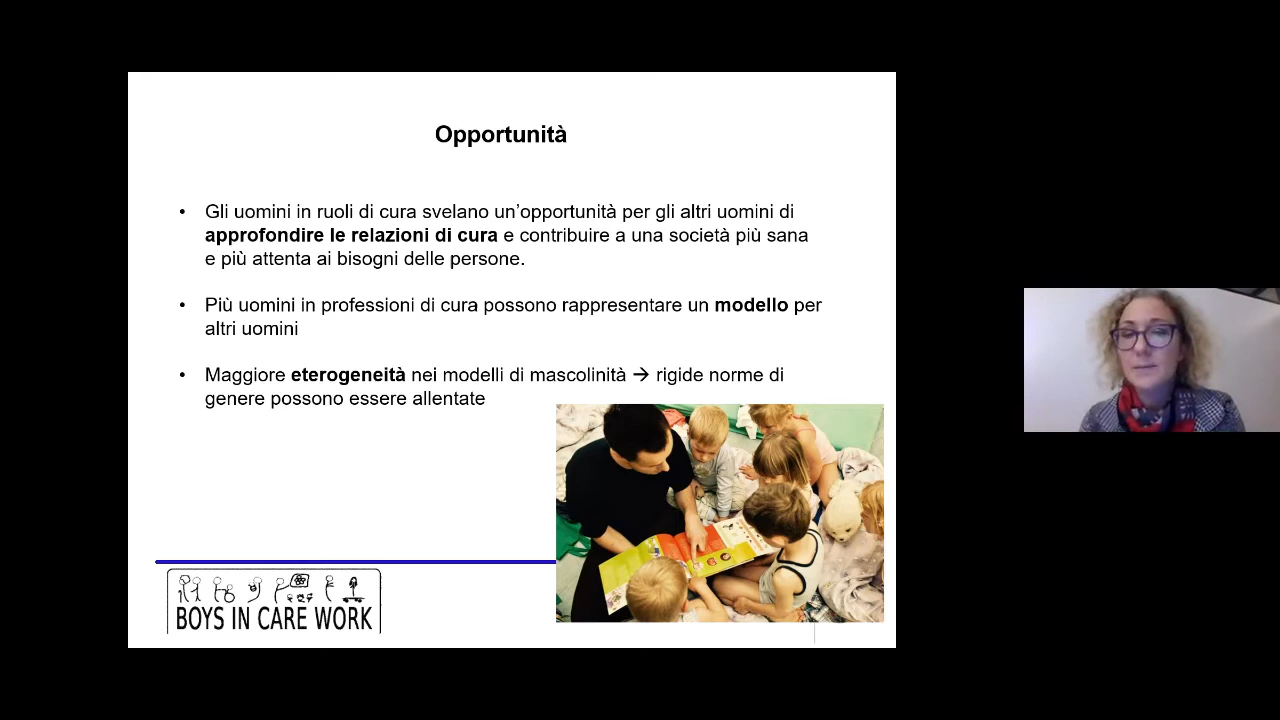 Opportunità
• Gli uomini in ruoli di cura svelano un’opportunità per gli altri uomini di
approfondire le relazioni di cura e contribuire a una società più sana
e più attenta ai bisogni delle persone.
• Più uomini in professioni di cura possono rappresentare un modello per
altri uomini
• Maggiore eterogeneità nei modelli di mascolinità → rigide norme di
genere possono essere allentate
BOYS IN CARE WORK